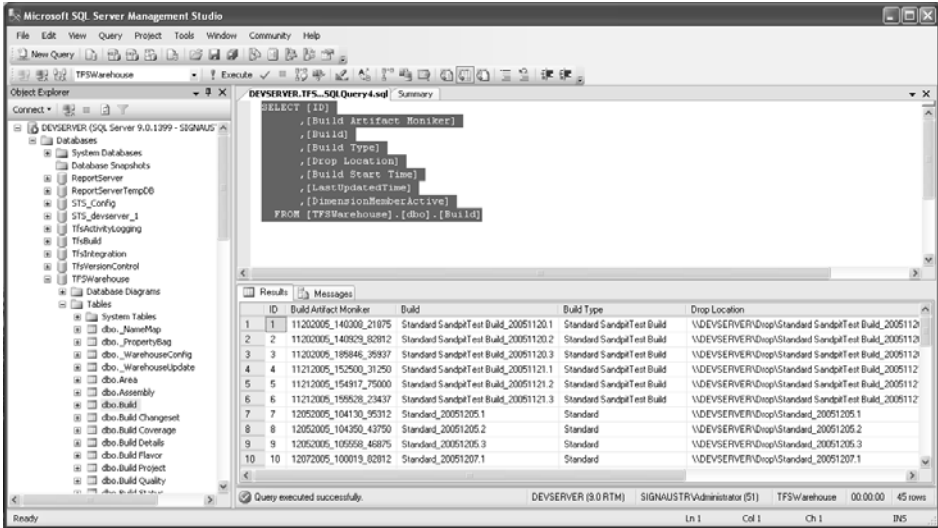 Microsoft SQL Server Management Studio
File Edit View Query Project Tools Window Community Help
New Query
TFSWarehouse Execute
Object Explorer
Connect
DEVSERVER (SQL Server 9.0.1399 - SIGNAUST
Databases
System Databases
Database Snapshots
ReportServer
ReportServerTempDB
STS_Config
STS_devserver_1
TfsActivityLogging
TfsBuild
TfsIntegration
TfsVersionControl
TFSWarehouse
Database Diagrams
Tables
System Tables
dbo._NameMap
dbo._PropertyBag
dbo._WarehouseConfig
dbo._WarehouseUpdate
dbo.Area
dbo.Assembly
dbo.Build
dbo.Build Changeset
dbo.Build Coverage
dbo.Build Details
dbo.Build Flavor
dbo.Build Project
dbo.Build Quality
dbo.Build Status
DEVSERVER.TFS...SQLQuery4.sql Summary
SELECT [ID]
,[Build Artifact Moniker]
,[Build]
,[Build Type]
,[Drop Location]
,[Build Start Time]
,[LastUpdatedTime]
,[DimensionMemberActive]
FROM [TFSWarehouse].[dbo].[Build]
Results Messages
ID Build Artifact Moniker Build Build Type Drop Location
1 1 11202005_140308_21875 Standard SandpitTest Build_20051120.1 Standard SandpitTest Build \\DEVSERVER\Drop\Standard SandpitTest Build_2005112
2 2 11202005_140929_82812 Standard SandpitTest Build_20051120.2 Standard SandpitTest Build \\DEVSERVER\Drop\Standard SandpitTest Build_2005112
3 3 11202005_185846_35937 Standard SandpitTest Build_20051120.3 Standard SandpitTest Build \\DEVSERVER\Drop\Standard SandpitTest Build_2005112
4 4 11212005_152500_31250 Standard SandpitTest Build_20051121.1 Standard SandpitTest Build \\DEVSERVER\Drop\Standard SandpitTest Build_2005112
5 5 11212005_154917_75000 Standard SandpitTest Build_20051121.2 Standard SandpitTest Build \\DEVSERVER\Drop\Standard SandpitTest Build_2005112
6 6 11212005_155528_23437 Standard SandpitTest Build_20051121.3 Standard SandpitTest Build \\DEVSERVER\Drop\Standard SandpitTest Build_2005112
7 7 12052005_104130_95312 Standard_20051205.1 Standard \\DEVSERVER\Drop\Standard_20051205.1
8 8 12052005_104350_43750 Standard_20051205.2 Standard \\DEVSERVER\Drop\Standard_20051205.2
9 9 12052005_105558_46875 Standard_20051205.3 Standard \\DEVSERVER\Drop\Standard_20051205.3
10 10 12072005_100019_82812 Standard_20051207.1 Standard \\DEVSERVER\Drop\Standard_20051207.1
Query executed successfully. DEVSERVER (9.0 RTM) SIGNAUSTR\Administrator (51) TFSWarehouse 00:00:00 45 rows
Ready Ln 1 Col 1 Ch 1 INS